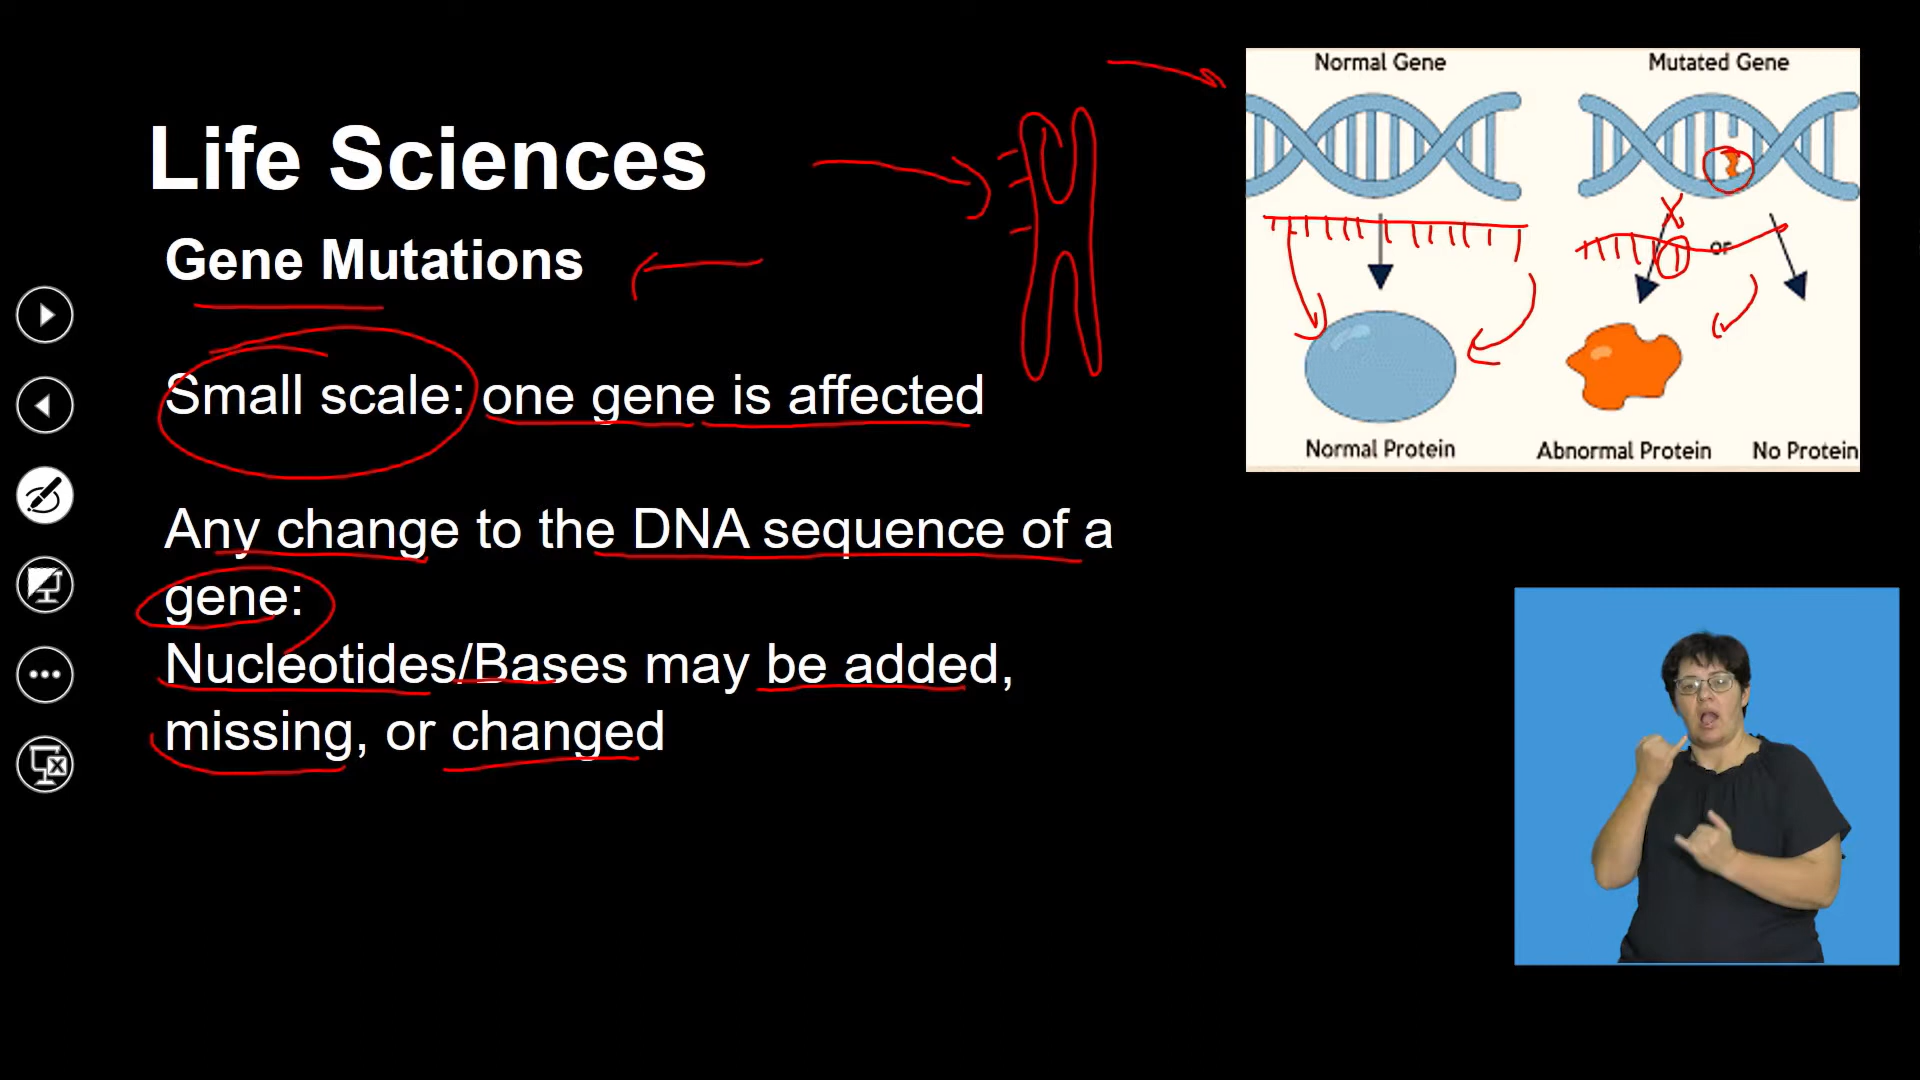 Life Sciences
Gene Mutations
Small scale: one gene is affected
Any change to the DNA sequence of a
gene:
Nucleotides/Bases may be added,
missing, or changed
Normal Gene
Mutated Gene
or
Normal Protein
Abnormal Protein
No Protein